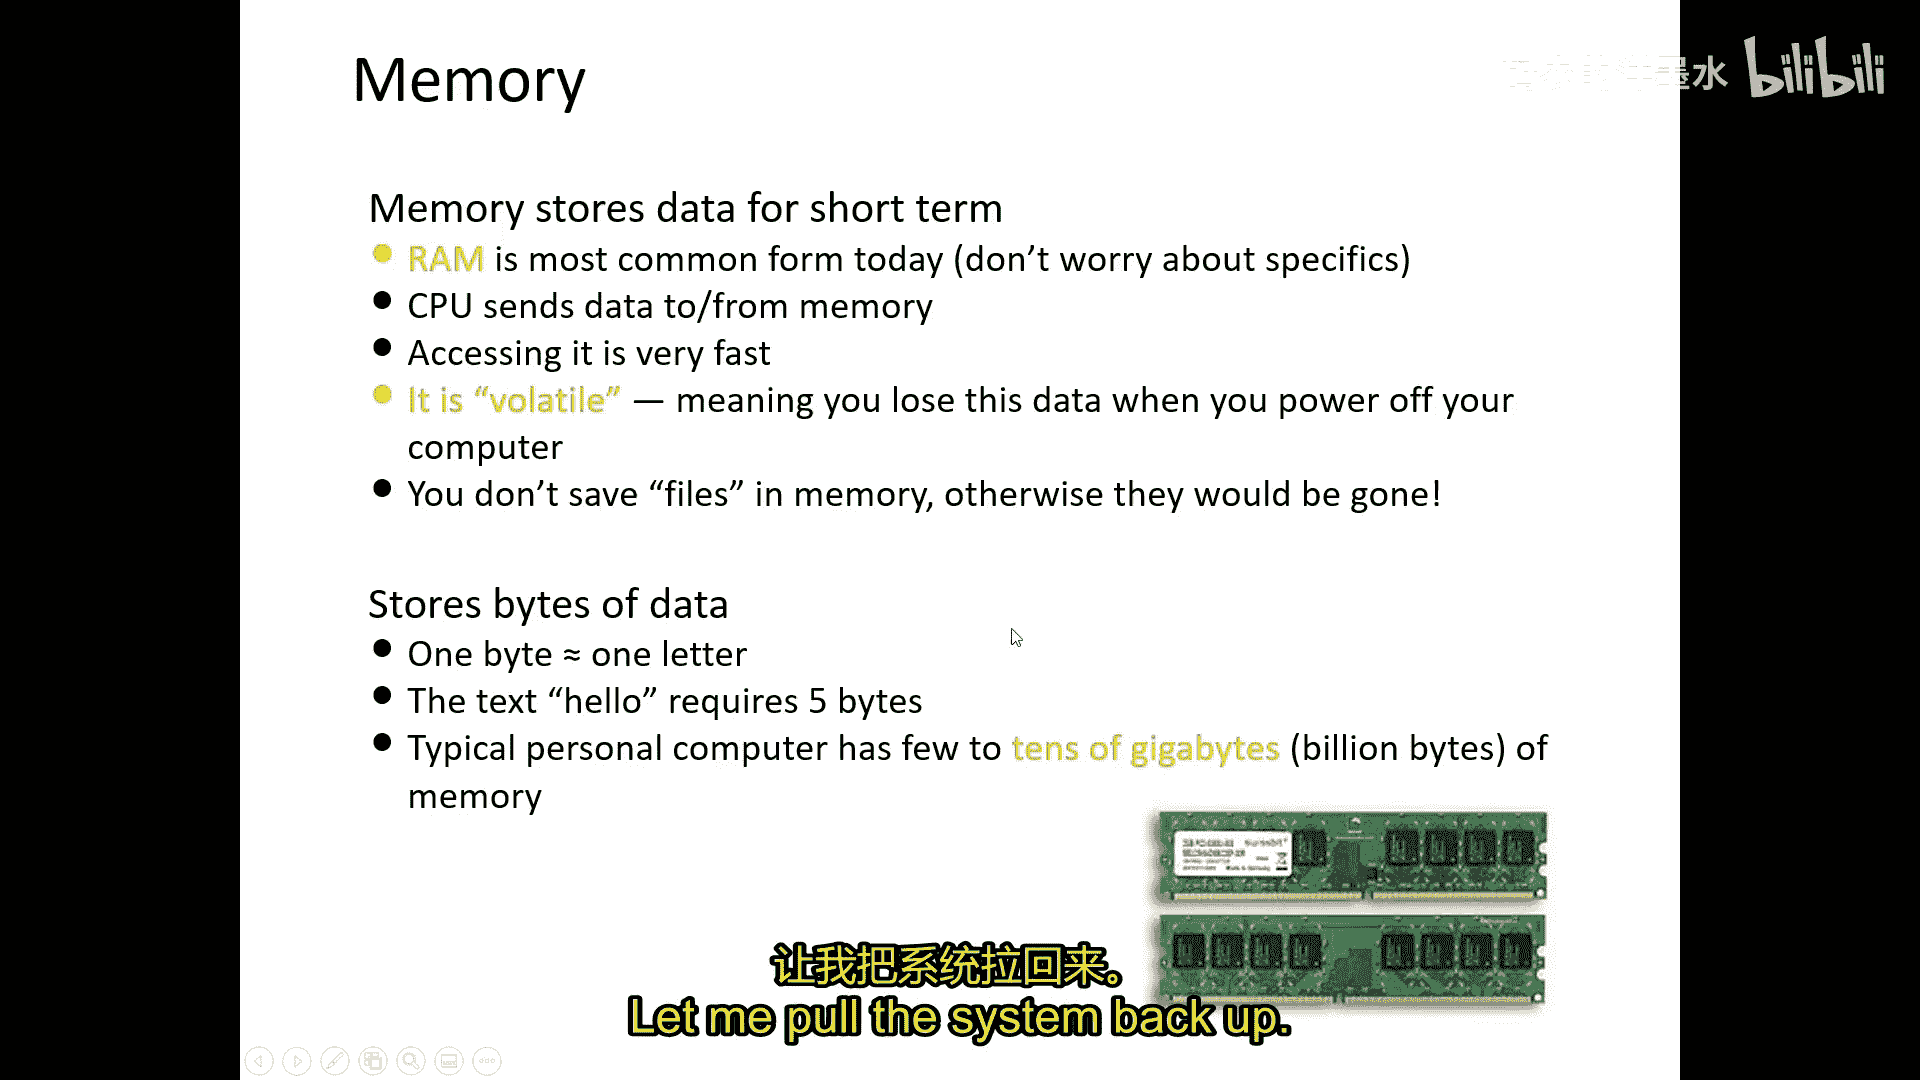 Memory
水 bilibili
Memory stores data for short term
RAM is most common form today (don’t worry about specifics)
CPU sends data to/from memory
Accessing it is very fast
It is “volatile” — meaning you lose this data when you power off your
computer
You don’t save “files” in memory, otherwise they would be gone!
Stores bytes of data
One byte ≈ one letter
The text “hello” requires 5 bytes
Typical personal computer has few to tens of gigabytes (billion bytes) of
memory
让我把系统拉回来。
Let me pull the system back up.